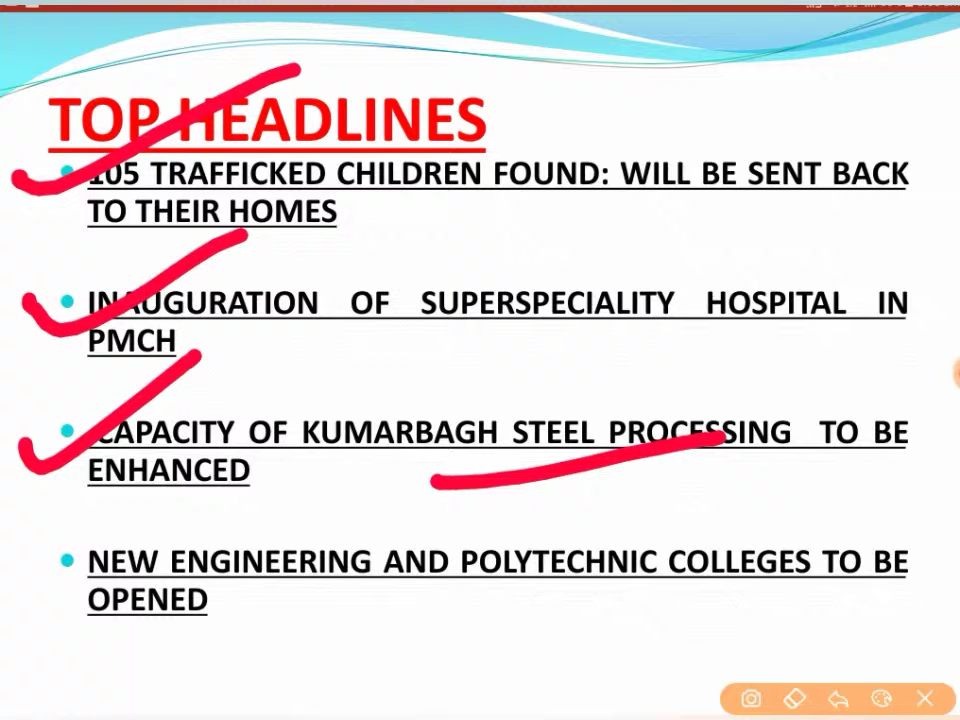 TOP HEADLINES
105 TRAFFICKED CHILDREN FOUND: WILL BE SENT BACK
TO THEIR HOMES
INAUGURATION OF SUPERSPECIALITY HOSPITAL IN
PMCH
CAPACITY OF KUMARBAGH STEEL PROCESSING TO BE
ENHANCED
NEW ENGINEERING AND POLYTECHNIC COLLEGES TO BE
OPENED